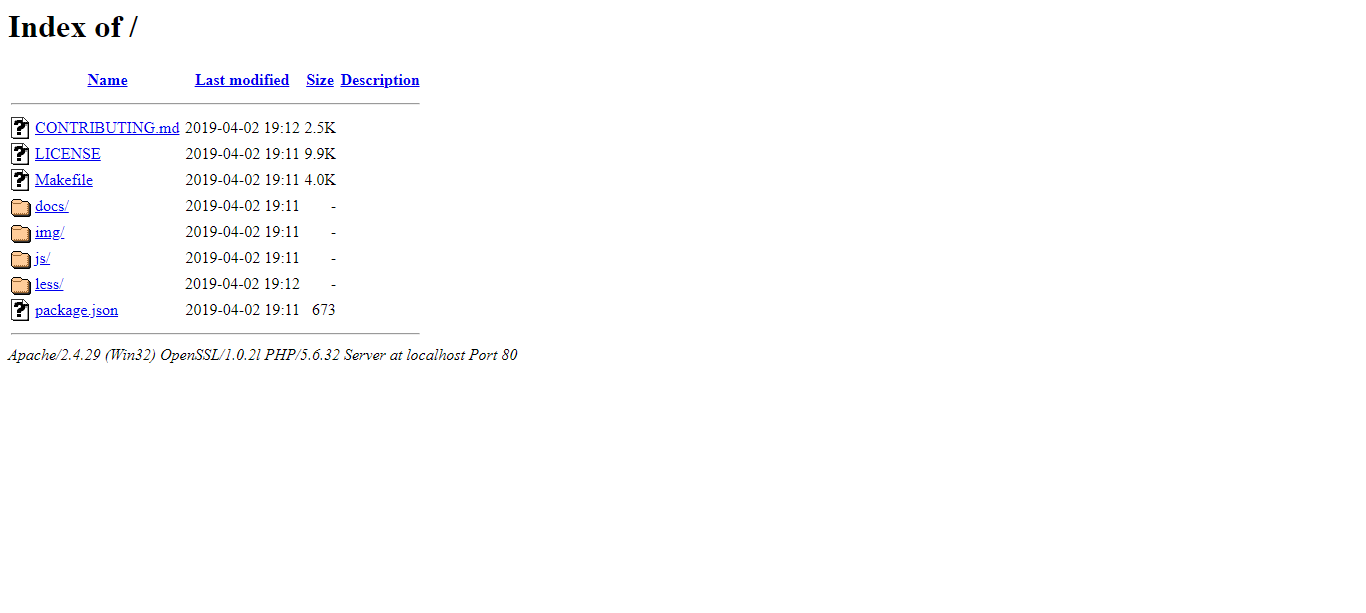 Index of /
Name Last modified Size Description
CONTRIBUTING.md 2019-04-02 19:12 2.5K
LICENSE 2019-04-02 19:11 9.9K
Makefile 2019-04-02 19:11 4.0K
docs/ 2019-04-02 19:11 -
img/ 2019-04-02 19:11 -
js/ 2019-04-02 19:11 -
less/ 2019-04-02 19:12 -
package.json 2019-04-02 19:11 673
Apache/2.4.29 (Win32) OpenSSL/1.0.2l PHP/5.6.32 Server at localhost Port 80